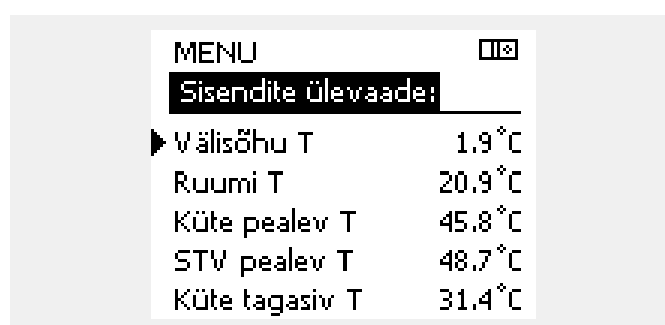 MENU
Sisendite ülevaade:
Välisõhu T 1.9°C
Ruumi T 20.9°C
Küte pealev T 45.8°C
STV pealev T 48.7°C
Küte tagasiv T 31.4°C